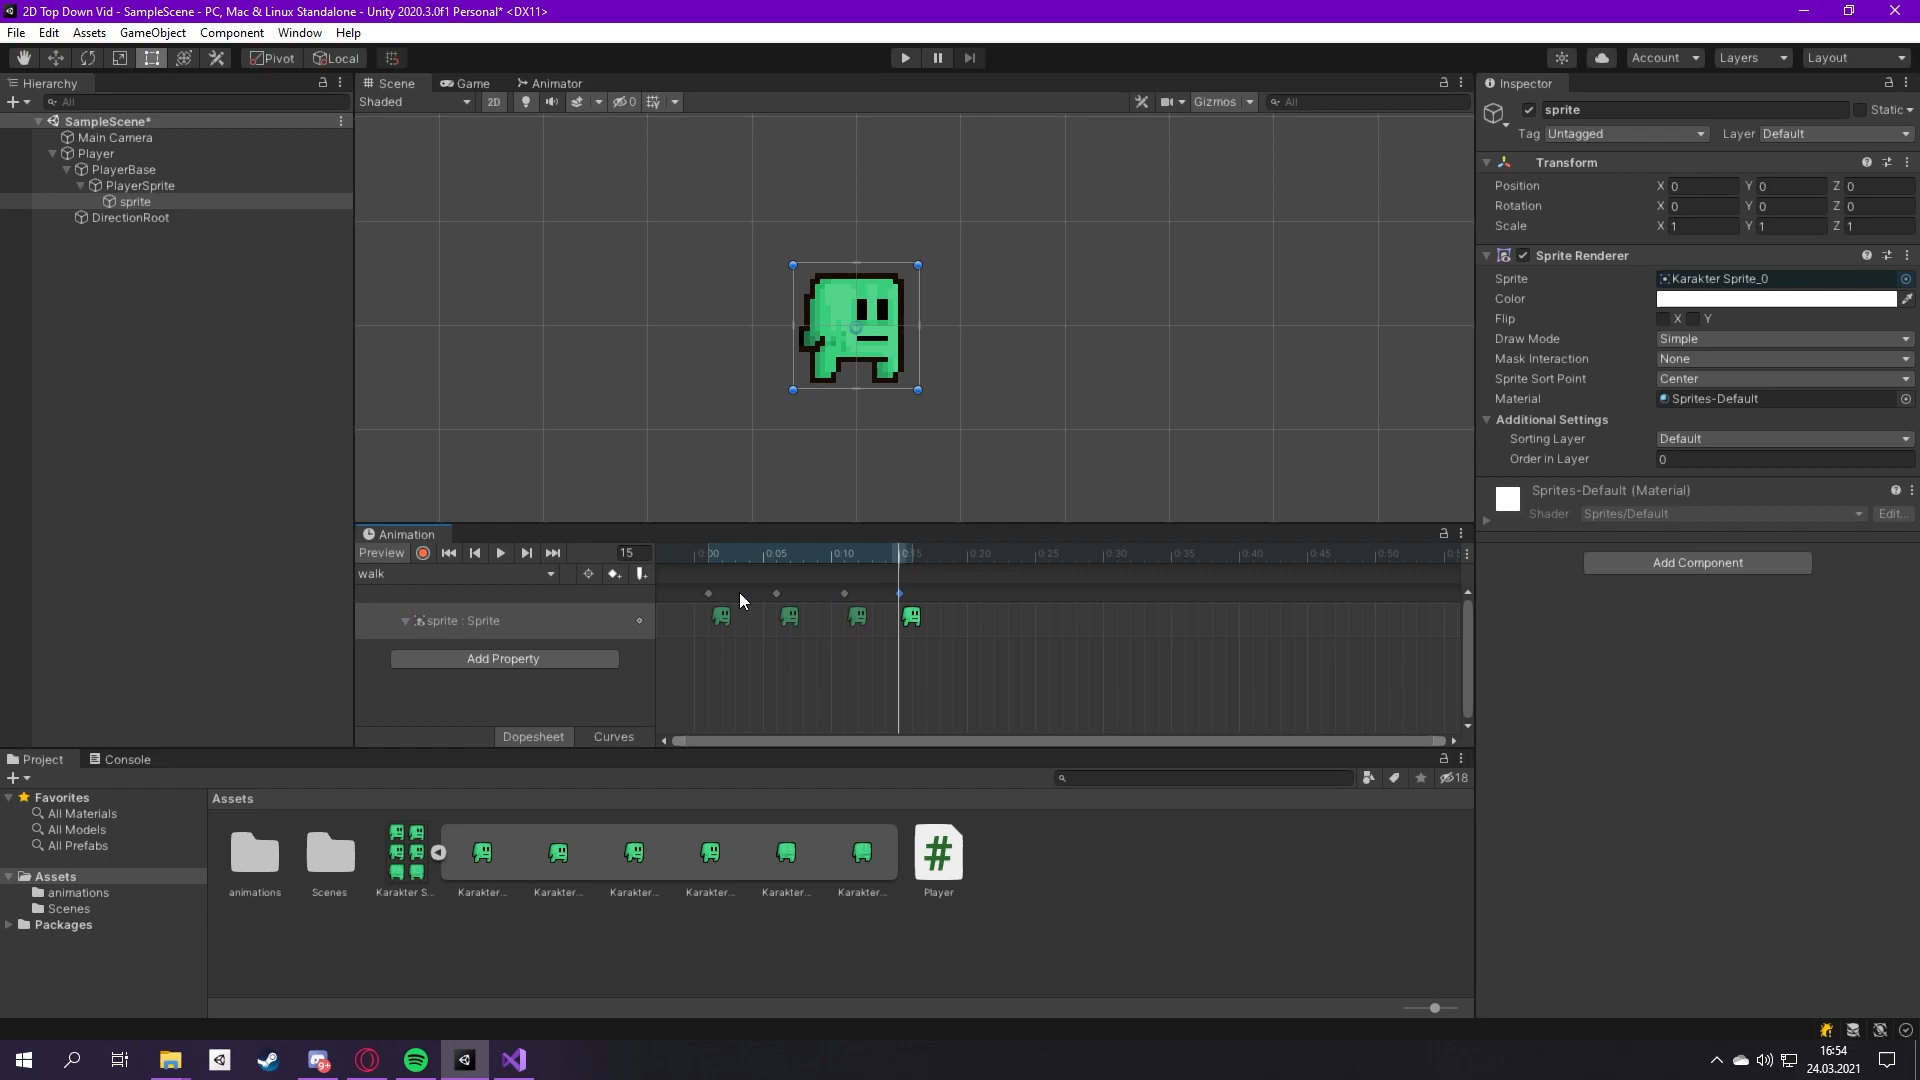 2D Top Down Vid - SampleScene - PC, Mac & Linux Standalone - Unity 2020.3.0f1 Personal* <DX11>
File Edit Assets GameObject Component Window Help
Pivot Local Account Layers Layout
Hierarchy
All
SampleScene*
Main Camera
Player
PlayerBase
PlayerSprite
sprite
DirectionRoot
Scene Game Animator
Shaded 2D 0 Gizmos All
Inspector
sprite Static
Tag Untagged Layer Default
Transform
Position X 0 Y 0 Z 0
Rotation X 0 Y 0 Z 0
Scale X 1 Y 1 Z 1
Sprite Renderer
Sprite Karakter Sprite_0
Color
Flip X Y
Draw Mode Simple
Mask Interaction None
Sprite Sort Point Center
Material Sprites-Default
Additional Settings
Sorting Layer Default
Order in Layer 0
Sprites-Default (Material)
Shader Sprites/Default Edit...
Add Component
Animation
Preview 15 0:00 0:05 0:10 0:15 0:20 0:25 0:30 0:35 0:40 0:45 0:50
walk
sprite : Sprite
Add Property
Dopesheet Curves
Project Console
18
Favorites
All Materials
All Models
All Prefabs
Assets
animations
Scenes
Packages
Assets
animations Scenes Karakter S... Karakter... Karakter... Karakter... Karakter... Karakter... Karakter... Player
9+
16:54
24.03.2021